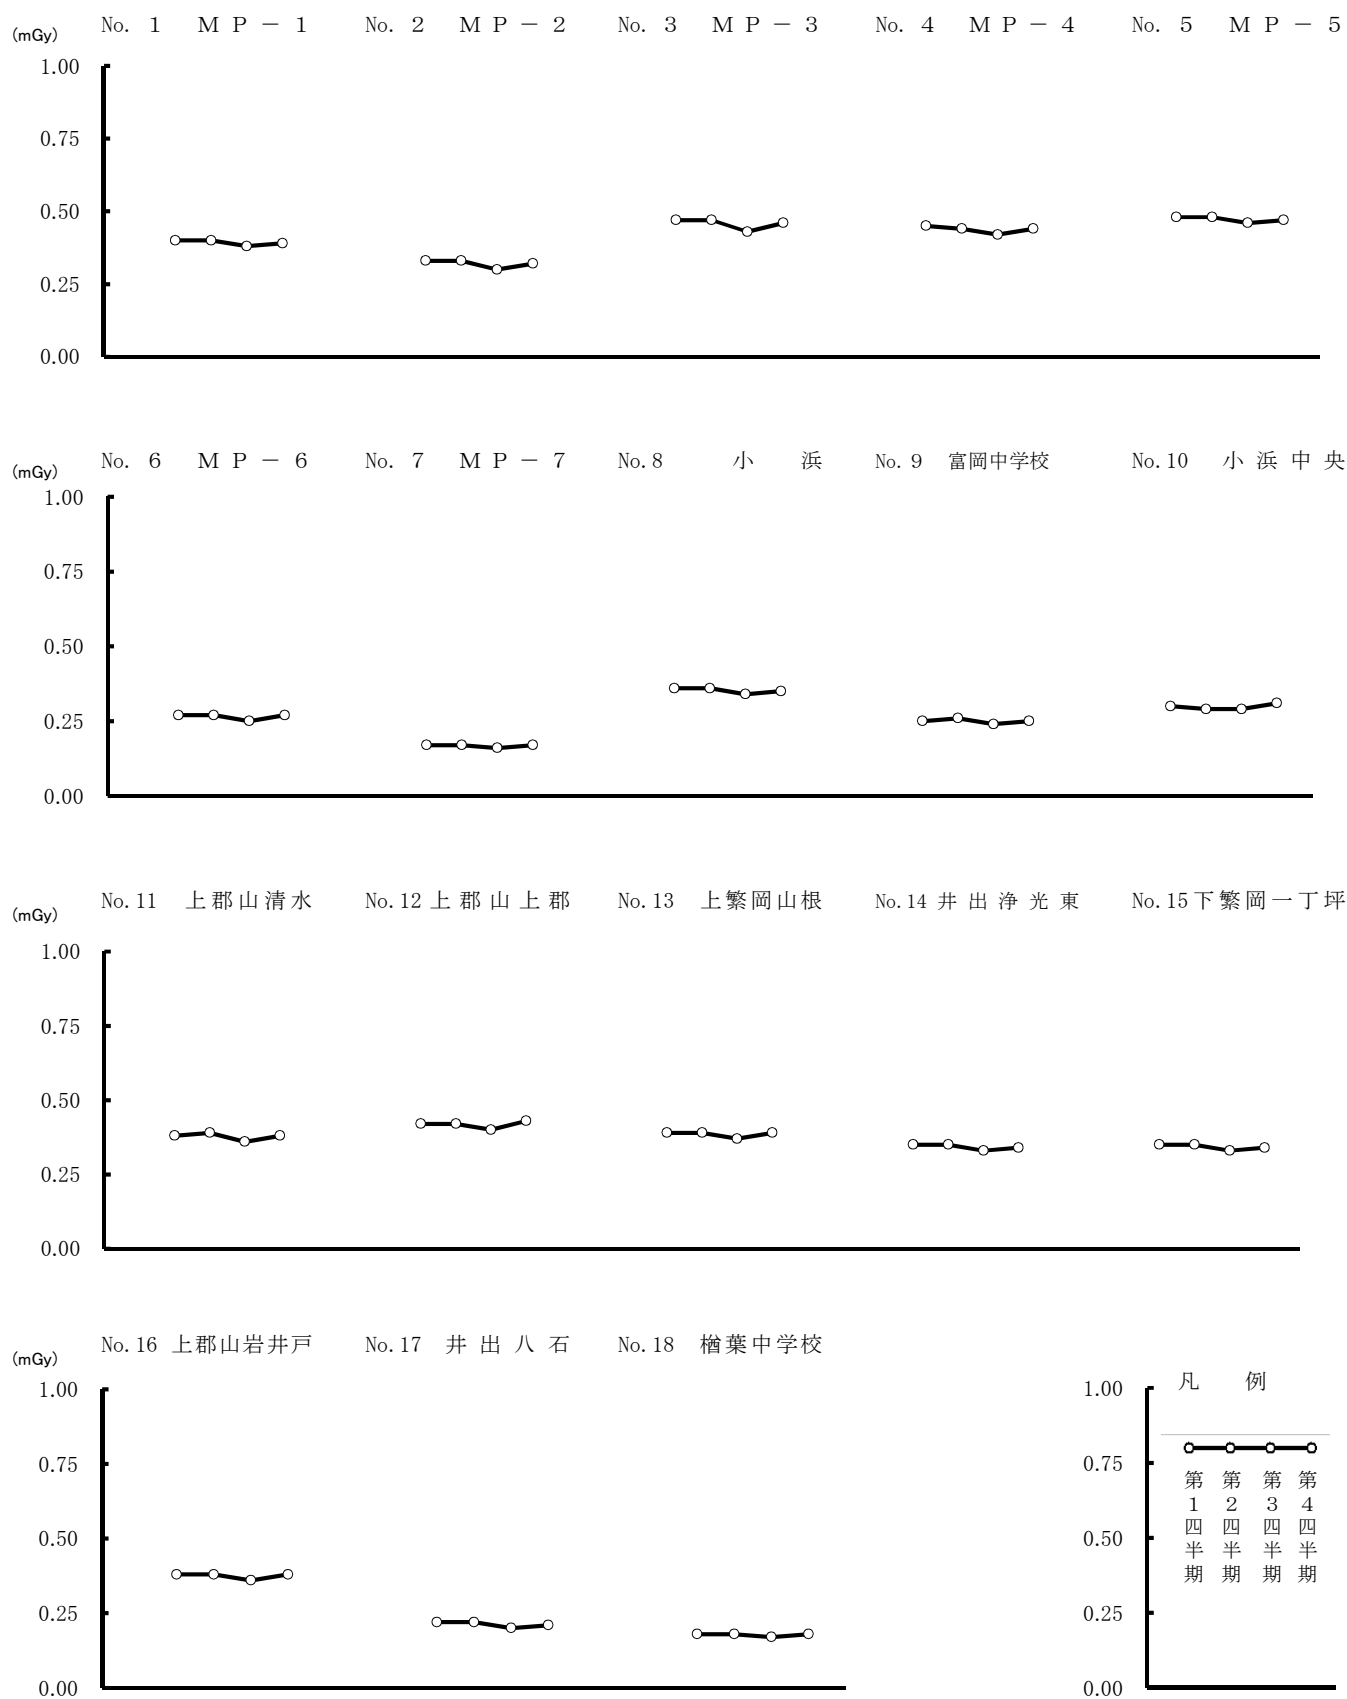 (mGy) No. 1 ＭＰ－１ No. 2 ＭＰ－２ No. 3 ＭＰ－３ No. 4 ＭＰ－４ No. 5 ＭＰ－５
1.00
0.75
0.50
0.25
0.00
(mGy) No. 6 ＭＰ－６ No. 7 ＭＰ－７ No.8 小浜 No. 9 富岡中学校 No.10 小浜中央
1.00
0.75
0.50
0.25
0.00
(mGy) No.11 上郡山清水 No.12 上郡山上郡 No.13 上繁岡山根 No.14 井出浄光東 No.15 下繁岡一丁坪
1.00
0.75
0.50
0.25
0.00
(mGy) No.16 上郡山岩井戸 No.17 井出八石 No.18 楢葉中学校
1.00
0.75
0.50
0.25
0.00
凡例
1.00
0.75
0.50
0.25
0.00
第1四半期
第2四半期
第3四半期
第4四半期